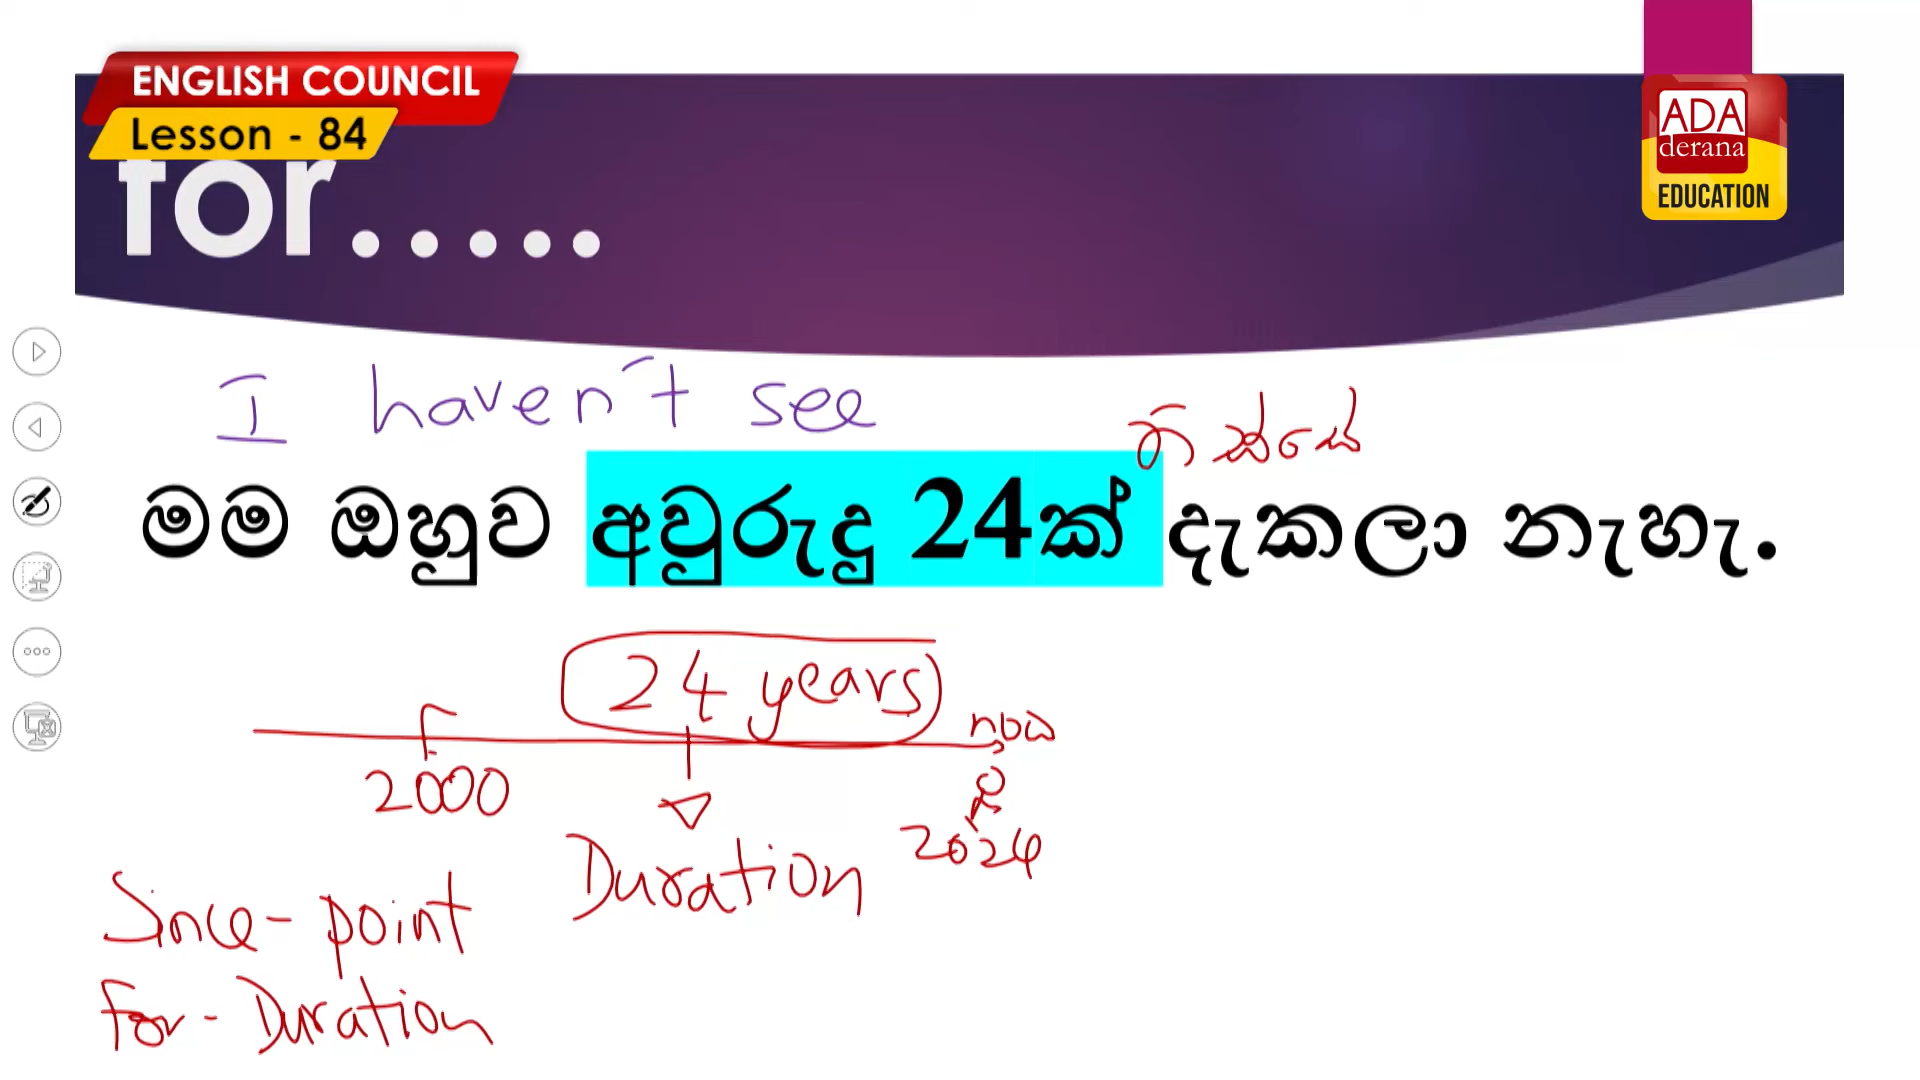 ENGLISH COUNCIL
Lesson - 84
ADA
derana
EDUCATION
for.....
I haven't see
තිස්සේ
මම ඔහුව අවුරුදු 24ක් දැකලා නැහැ.
24 years
now
2000
2024
Duration
Since - point
For - Duration